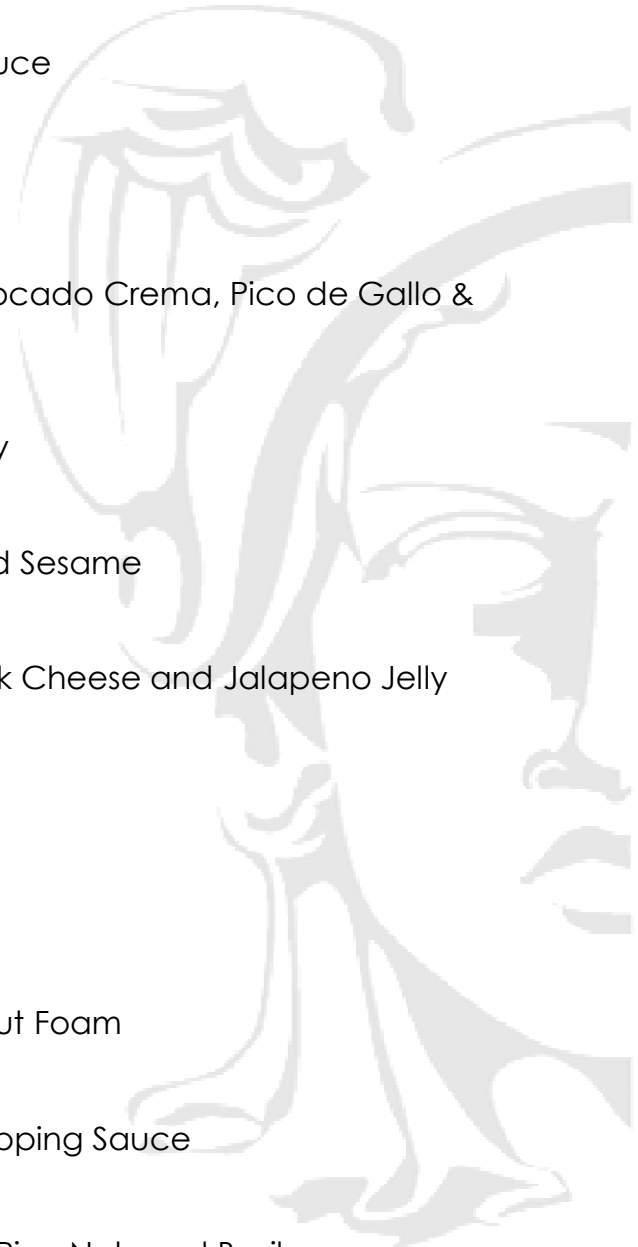 uce
ocado Crema, Pico de Gallo &
y
d Sesame
k Cheese and Jalapeno Jelly
ut Foam
pping Sauce